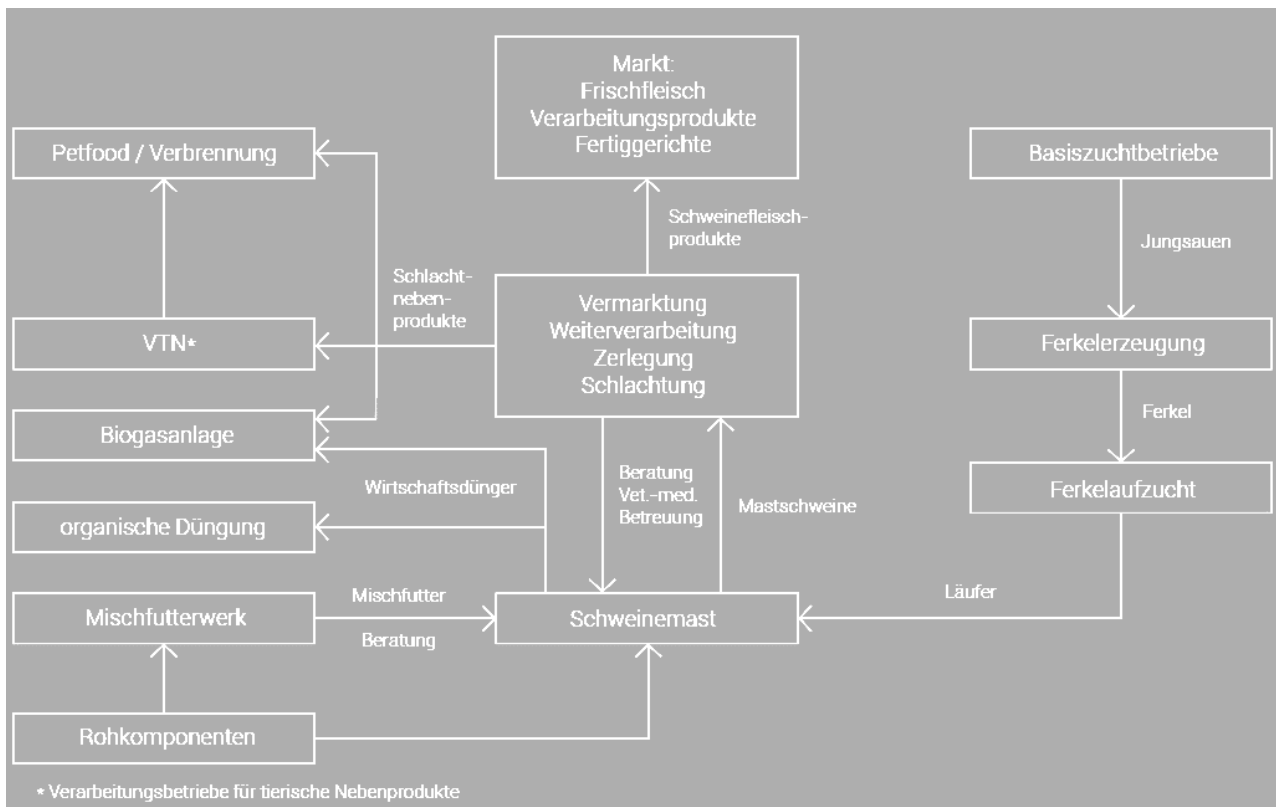 Markt:
Frischfleisch
Verarbeitungsprodukte
Fertiggerichte
Petfood / Verbrennung
Basiszuchtbetriebe
Schweinefleisch-
produkte
Jungsauen
Schlacht-
neben-
produkte
Vermarktung
Weiterverarbeitung
Zerlegung
Schlachtung
VTN*
Ferkelerzeugung
Ferkel
Biogasanlage
Wirtschaftsdünger
Beratung
Vet.-med.
Betreuung
Mastschweine
Ferkelaufzucht
organische Düngung
Mischfutter
Beratung
Läufer
Mischfutterwerk
Schweinemast
Rohkomponenten
* Verarbeitungsbetriebe für tierische Nebenprodukte